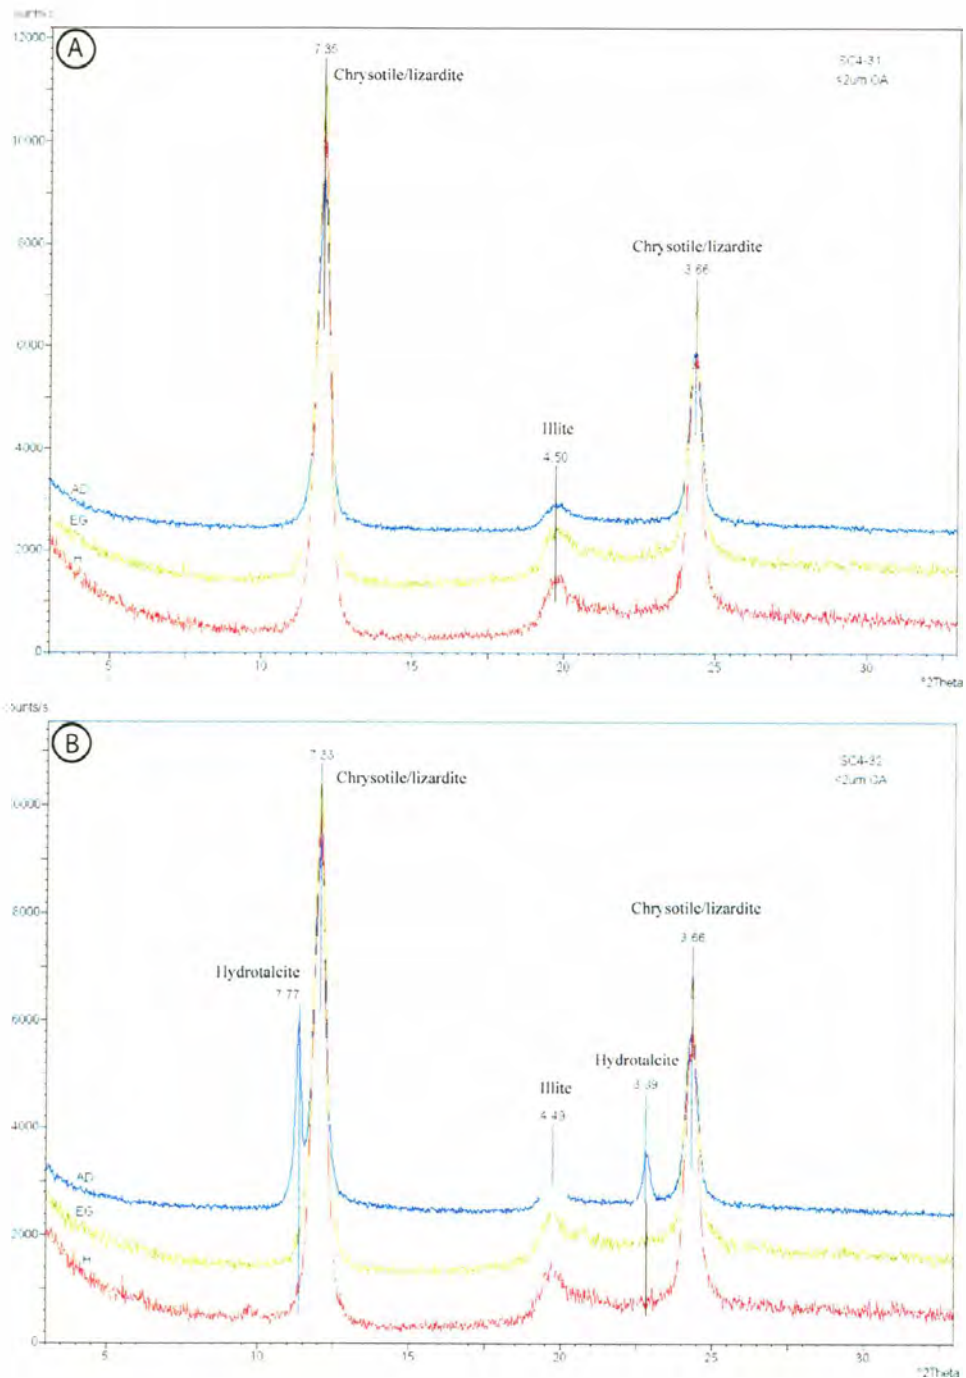 A
12000
7.35
SC4-31
<2um OA
Chrysotile/lizardite
10000
8000
Chrysotile/lizardite
3.66
6000
Illite
4000
4.50
AD
EG
2000
H
0
5
10
15
20
25
30
°2Theta
counts/s
B
7.33
SC4-32
<2um OA
Chrysotile/lizardite
8000
Chrysotile/lizardite
3.66
Hydrotalcite
7.77
6000
Hydrotalcite
Illite
4.49
4000
AD
EG
2000
H
0
5
10
15
20
25
30
°2Theta